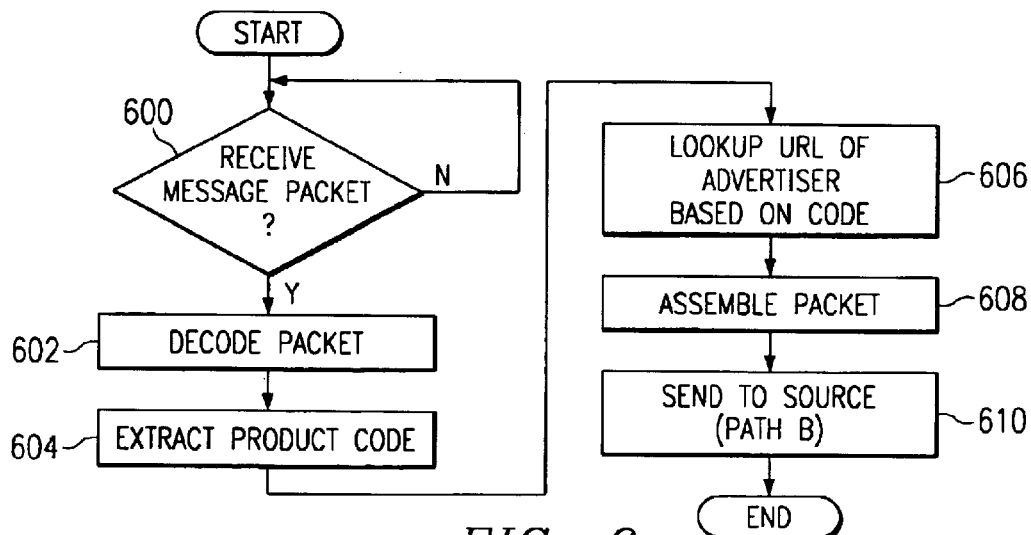 START
600
RECEIVE
MESSAGE PACKET
?
N
Y
602
DECODE PACKET
604
EXTRACT PRODUCT CODE
LOOKUP URL OF
ADVERTISER
BASED ON CODE
606
ASSEMBLE PACKET
608
SEND TO SOURCE
(PATH B)
610
END